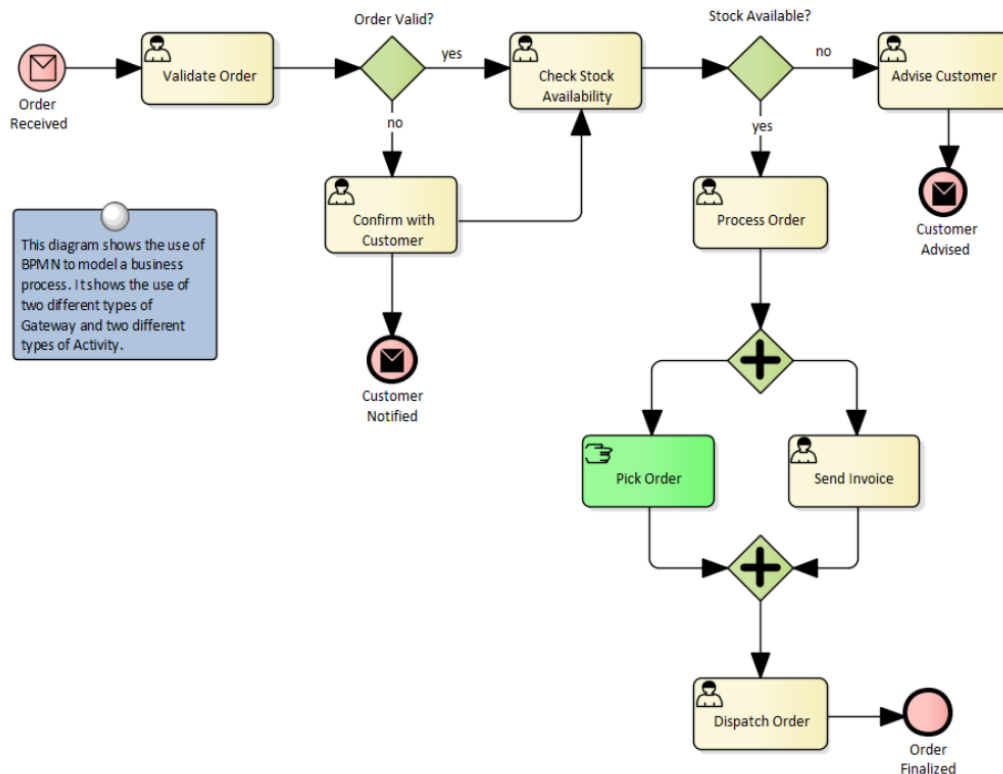 Order Valid?
Stock Available?
Validate Order
yes
Check Stock
Availability
no
Advise Customer
Order
Received
no
yes
Confirm with
Customer
Process Order
Customer
Advised
This diagram shows the use of
BPMN to model a business
process. It shows the use of
two different types of
Gateway and two different
types of Activity.
Customer
Notified
Pick Order
Send Invoice
Dispatch Order
Order
Finalized